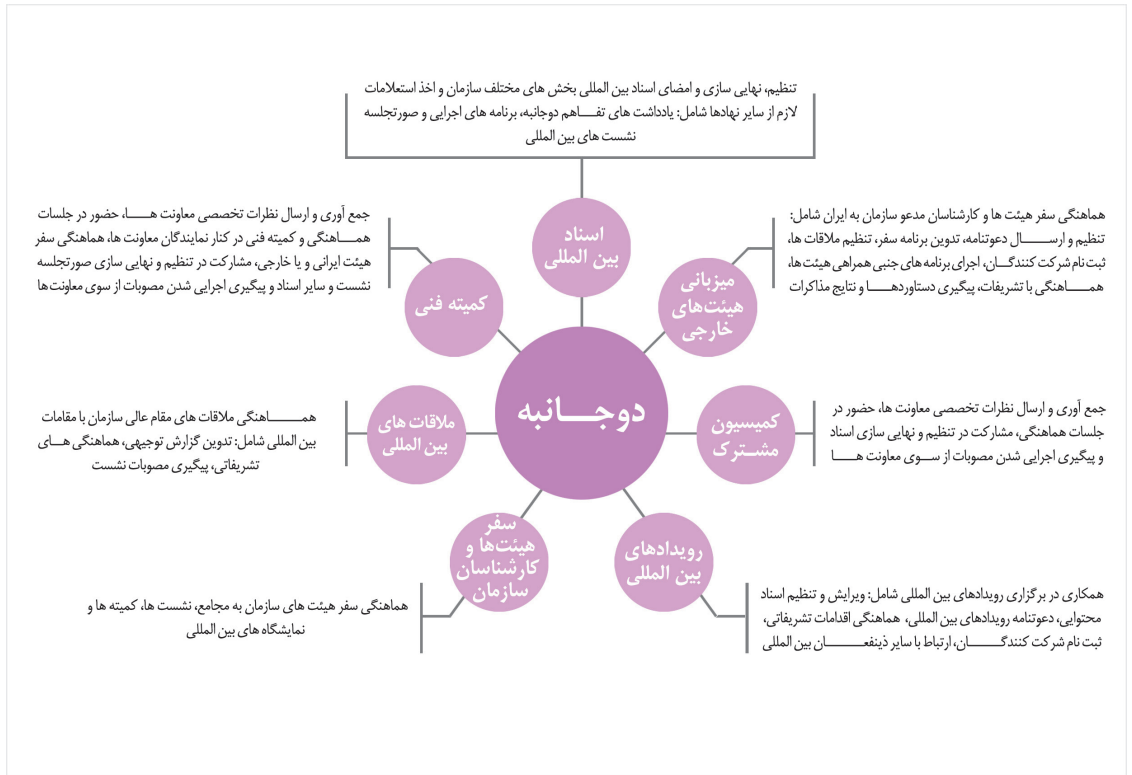 تنظیم، نهایی سازی و امضای اسناد بین المللی بخش های مختلف سازمان و اخذ استعلامات
لازم از سایر نهادها شامل: یادداشت های تفـــاهم دوجانبه، برنامه های اجرایی و صورتجلسه
نشست های بین المللی
اسناد
بین المللی
هماهنگی سفر هیئت ها و کارشناسان مدعو سازمان به ایران شامل:
تنظیم و ارســـال دعوتنامه، تدوین برنامه سفر، تنظیم ملاقات ها،
ثبت نام شرکت کنندگـــان، اجرای برنامه های جنبی همراهی هیئت ها،
همـــاهنگی با تشریفات، پیگیری دستاوردهـــا و نتایج مذاکرات
میزبانی
هیئت‌های
خارجی
جمع آوری و ارسال نظرات تخصصی معاونت هـــا، حضور در جلسات
همـــاهنگی و کمیته فنی در کنار نمایندگان معاونت ها، هماهنگی سفر
هیئت ایرانی و یا خارجی، مشارکت در تنظیم و نهایی سازی صورتجلسه
نشست و سایر اسناد و پیگیری اجرایی شدن مصوبات از سوی معاونت ها
کمیته فنی
دوجـــانبه
جمع آوری و ارسال نظرات تخصصی معاونت ها، حضور در
جلسات هماهنگی، مشارکت در تنظیم و نهایی سازی اسناد
و پیگیری اجرایی شدن مصوبات از ســـوی معاونت هـــا
کمیسیون
مشـترک
ملاقات های
بین المللی
همـــــاهنگی ملاقات های مقام عالی سازمان با مقامات
بین المللی شامل: تدوین گزارش توجیهی، هماهنگی هـــای
تشریفاتی، پیگیری مصوبات نشست
رویدادهای
بین المللی
همکاری در برگزاری رویدادهای بین المللی شامل: ویرایش و تنظیم اسناد
محتوایی، دعوتنامه رویدادهای بین المللی، هماهنگی اقدامات تشریفاتی،
ثبت نام شرکت کنندگـــــان، ارتباط با سایر ذینفعـــــان بین المللی
سفر
هیئت‌ها و
کارشناسان
سازمان
هماهنگی سفر هیئت های سازمان به مجامع، نشست ها، کمیته ها و
نمایشگاه های بین المللی